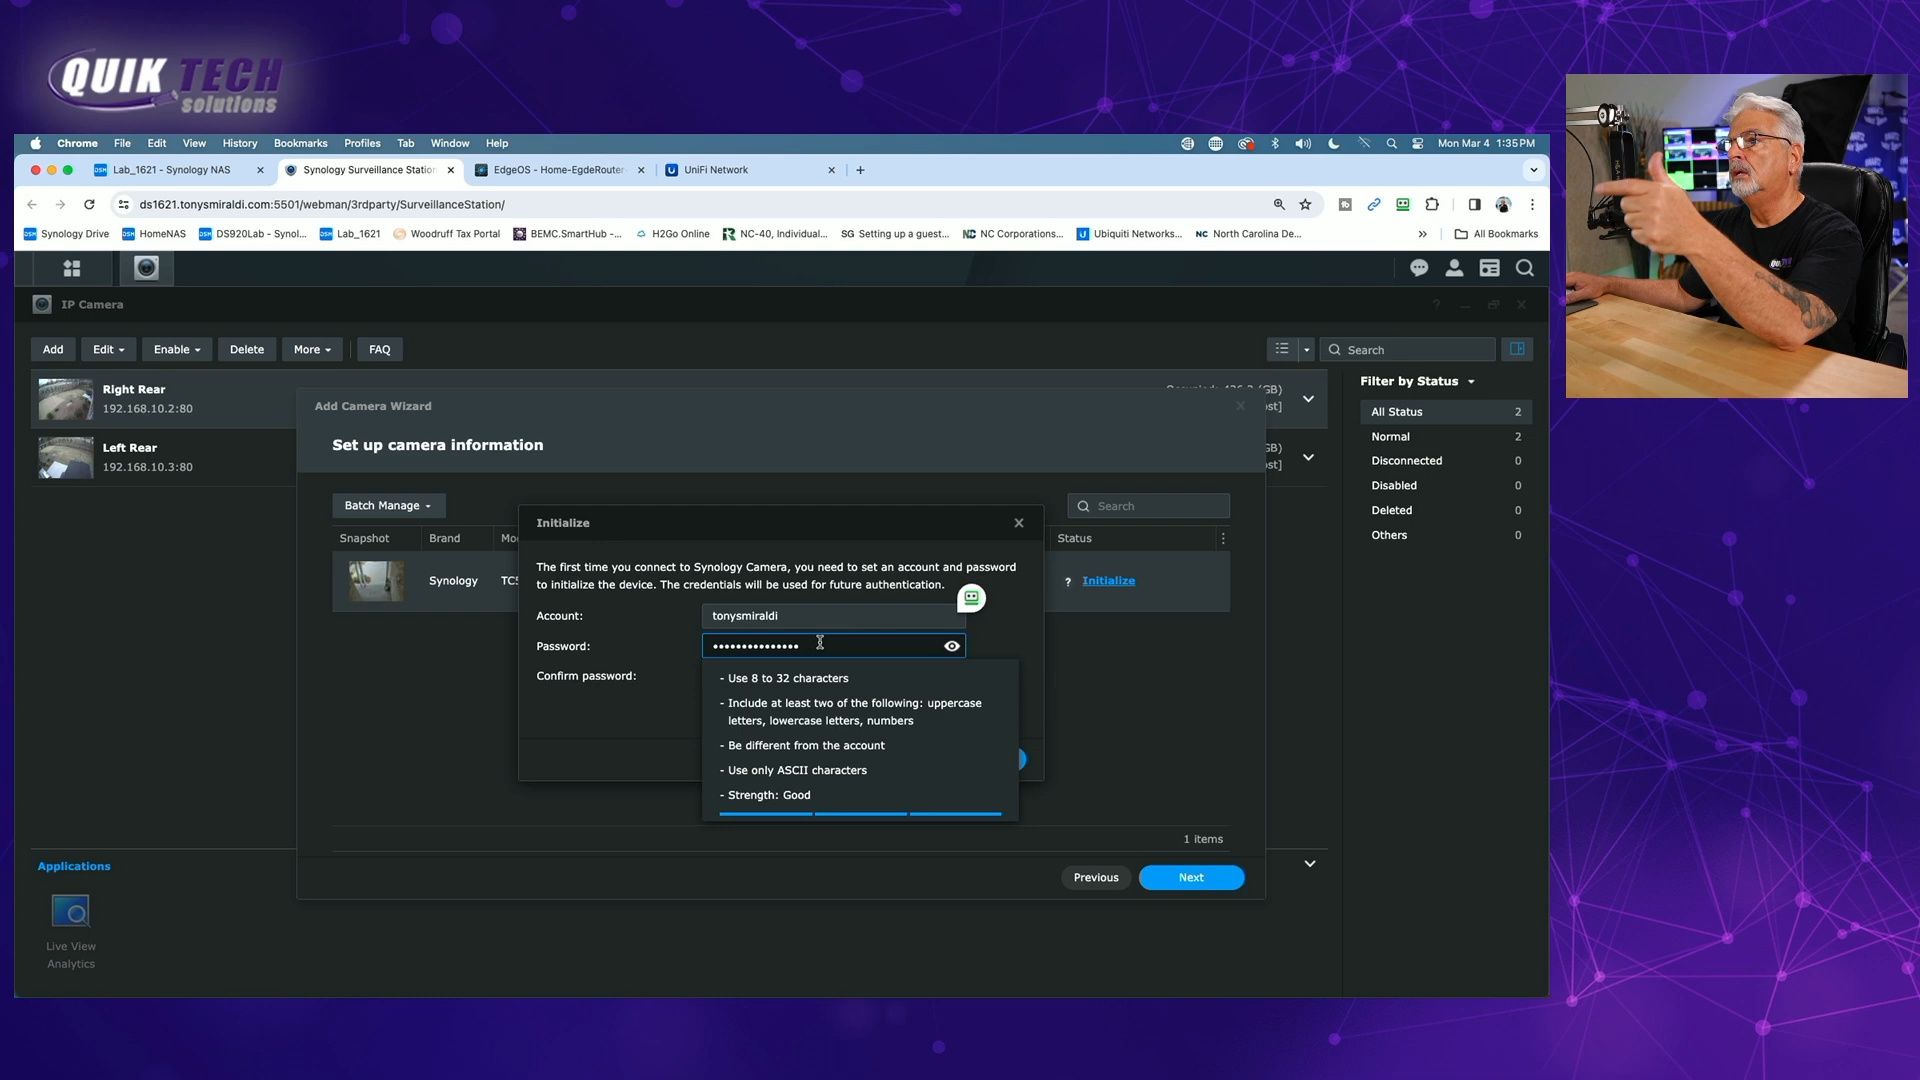 QUIK TECH
solutions
Chrome File Edit View History Bookmarks Profiles Tab Window Help
Mon Mar 4 1:35PM
Lab_1621 - Synology NAS
Synology Surveillance Station
EdgeOS - Home-EgdeRouter-
UniFi Network
ds1621.tonysmiraldi.com:5501/webman/3rdparty/SurveillanceStation/
Synology Drive
HomeNAS
DS920Lab - Synol...
Lab_1621
Woodruff Tax Portal
BEMC.SmartHub -...
H2Go Online
NC-40, Individual...
SG Setting up a guest...
NC Corporations...
Ubiquiti Networks...
NC North Carolina De...
All Bookmarks
IP Camera
Add
Edit
Enable
Delete
More
FAQ
Search
Right Rear
192.168.10.2:80
Left Rear
192.168.10.3:80
Add Camera Wizard
Set up camera information
Batch Manage
Search
Snapshot
Brand
Status
Synology
Initialize
Initialize
The first time you connect to Synology Camera, you need to set an account and password
to initialize the device. The credentials will be used for future authentication.
Account:
tonysmiraldi
Password:
Confirm password:
- Use 8 to 32 characters
- Include at least two of the following: uppercase
letters, lowercase letters, numbers
- Be different from the account
- Use only ASCII characters
- Strength: Good
1 items
Previous
Next
Filter by Status
All Status 2
Normal 2
Disconnected 0
Disabled 0
Deleted 0
Others 0
Applications
Live View
Analytics